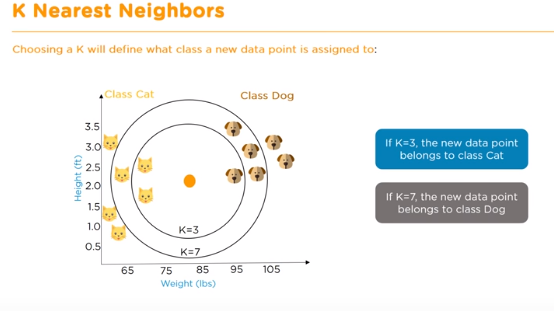 K Nearest Neighbors
Choosing a K will define what class a new data point is assigned to:
Class Cat
Class Dog
3.5
3.0
2.5
2.0
1.5
1.0
0.5
Height (ft)
K=3
K=7
65 75 85 95 105
Weight (lbs)
If K=3, the new data point
belongs to class Cat
If K=7, the new data point
belongs to class Dog